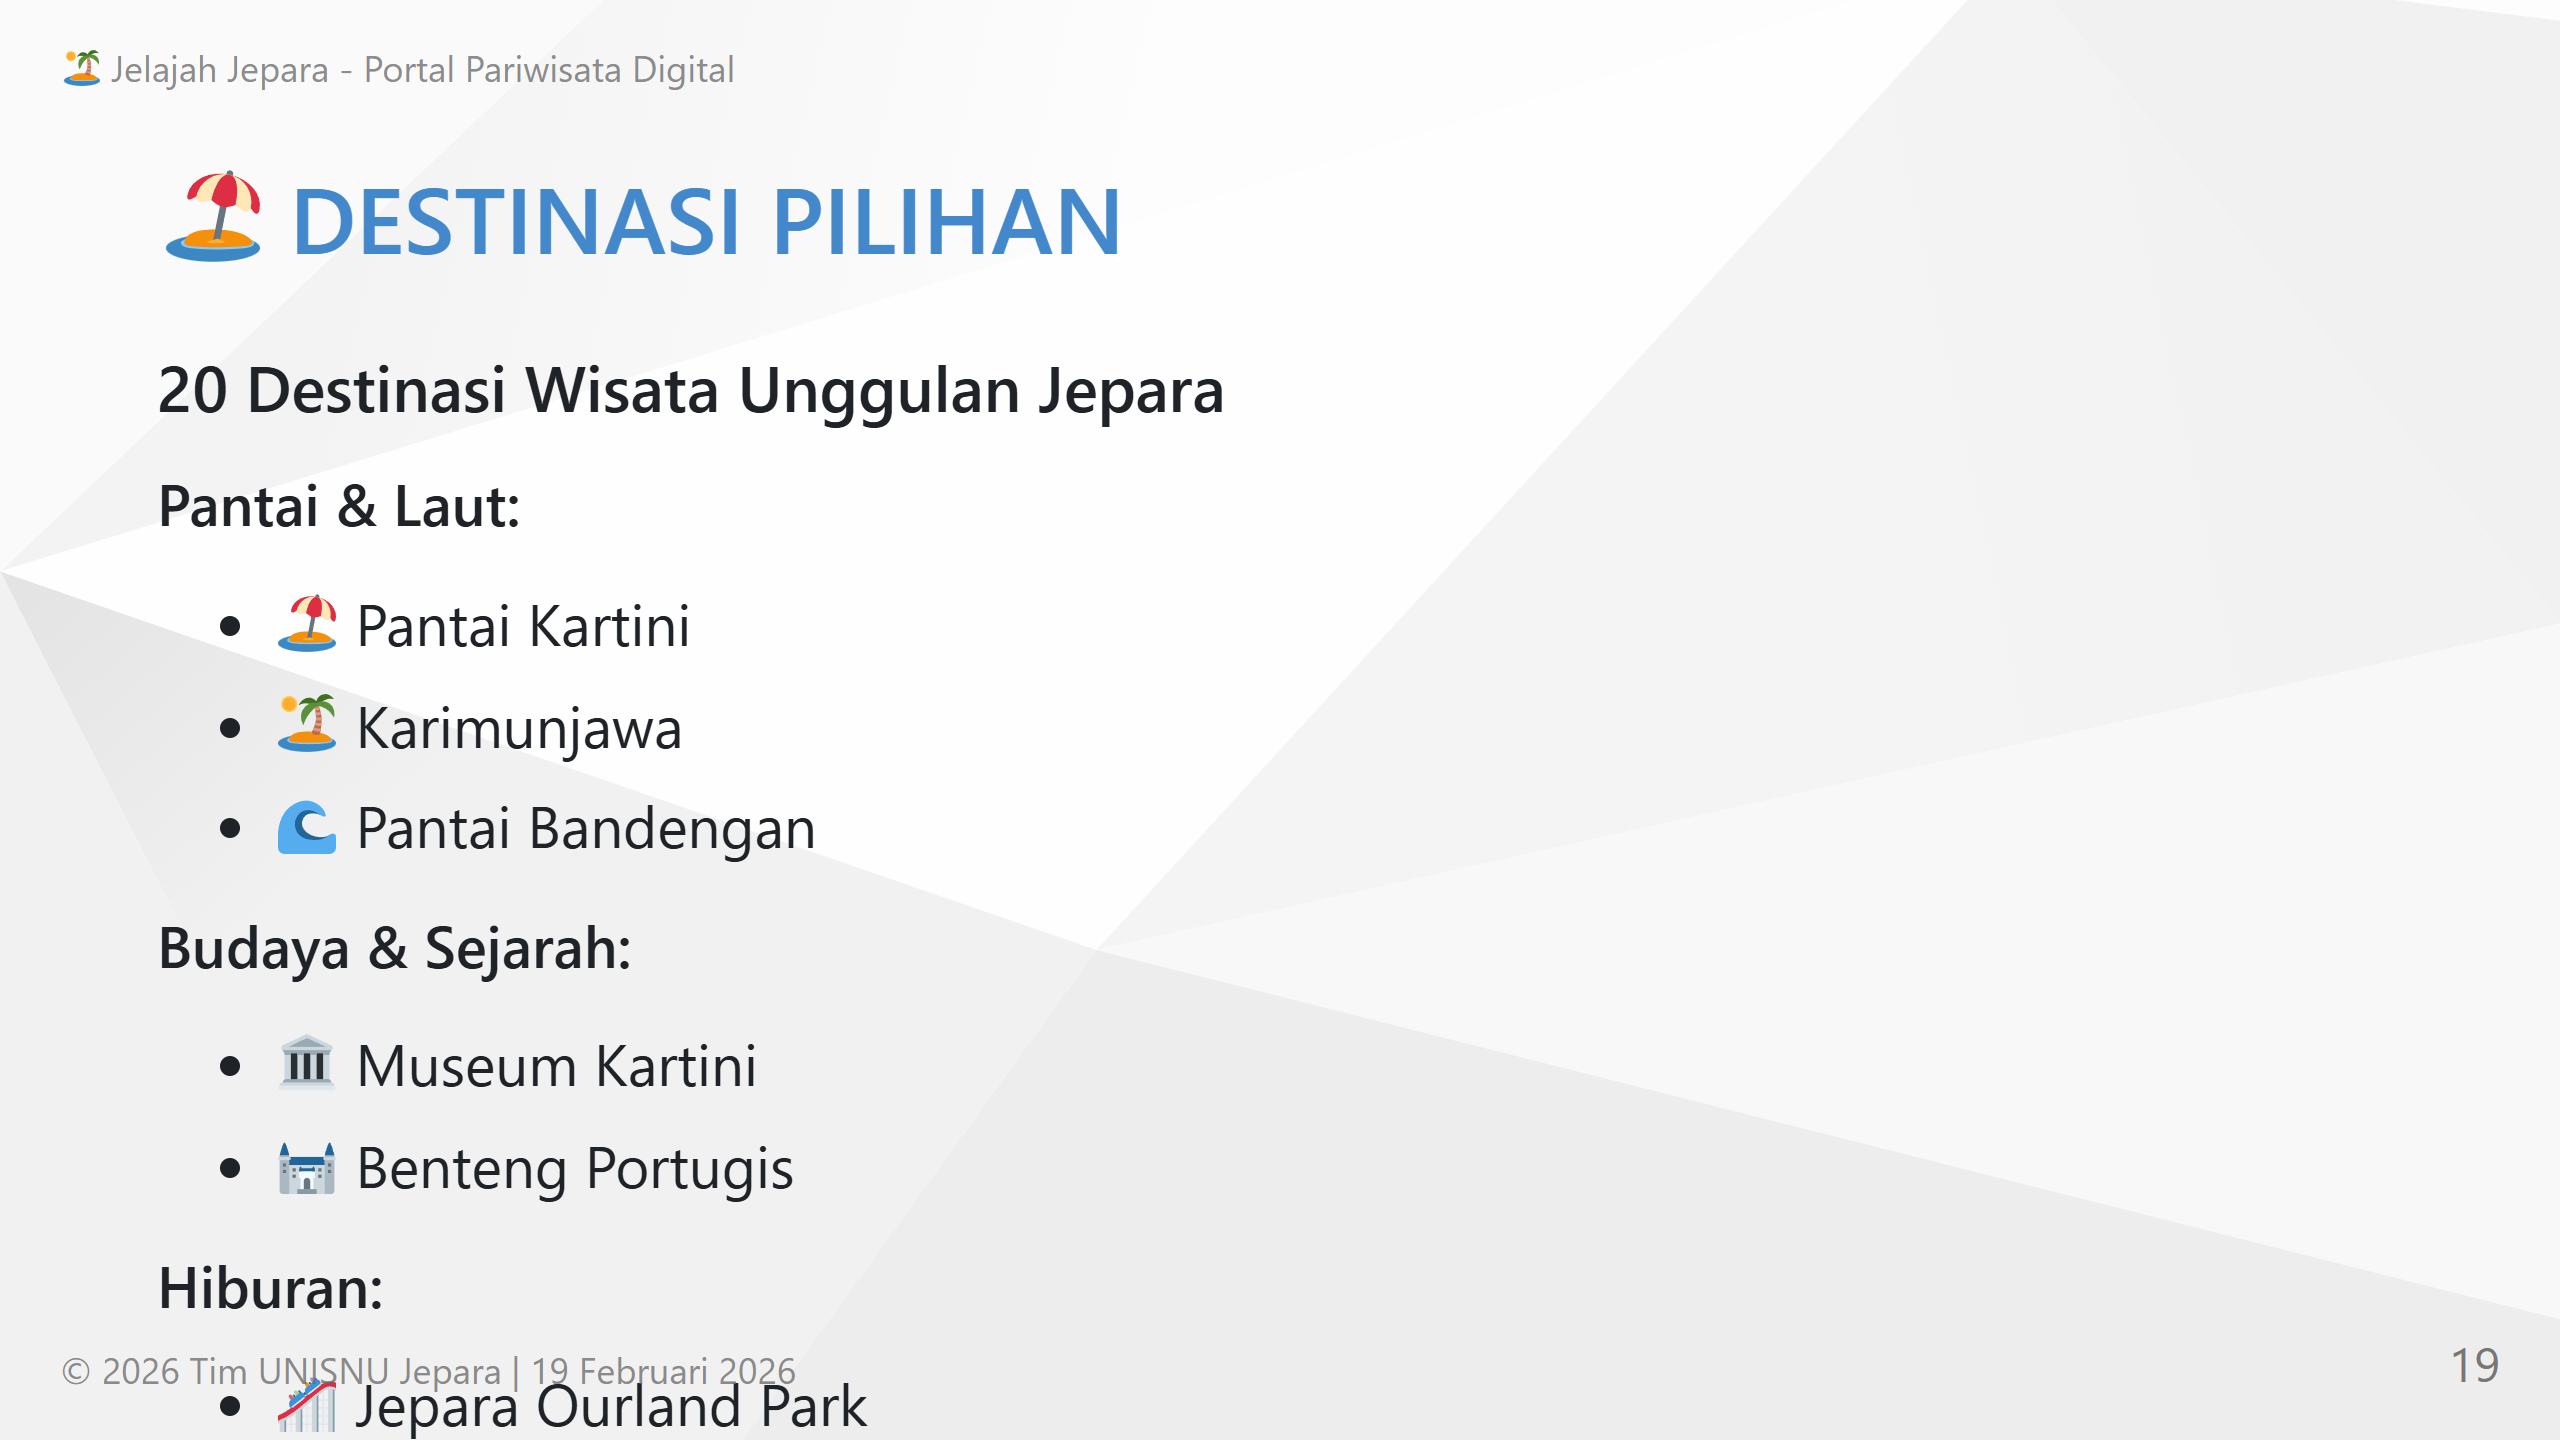 🏝️ Jelajah Jepara - Portal Pariwisata Digital
🏖️ DESTINASI PILIHAN
20 Destinasi Wisata Unggulan Jepara
Pantai & Laut:
• 🏖️ Pantai Kartini
• 🏝️ Karimunjawa
• 🌊 Pantai Bandengan
Budaya & Sejarah:
• 🏛️ Museum Kartini
• 🏰 Benteng Portugis
Hiburan:
• 🎢 Jepara Ourland Park
© 2026 Tim UNISNU Jepara | 19 Februari 2026
19